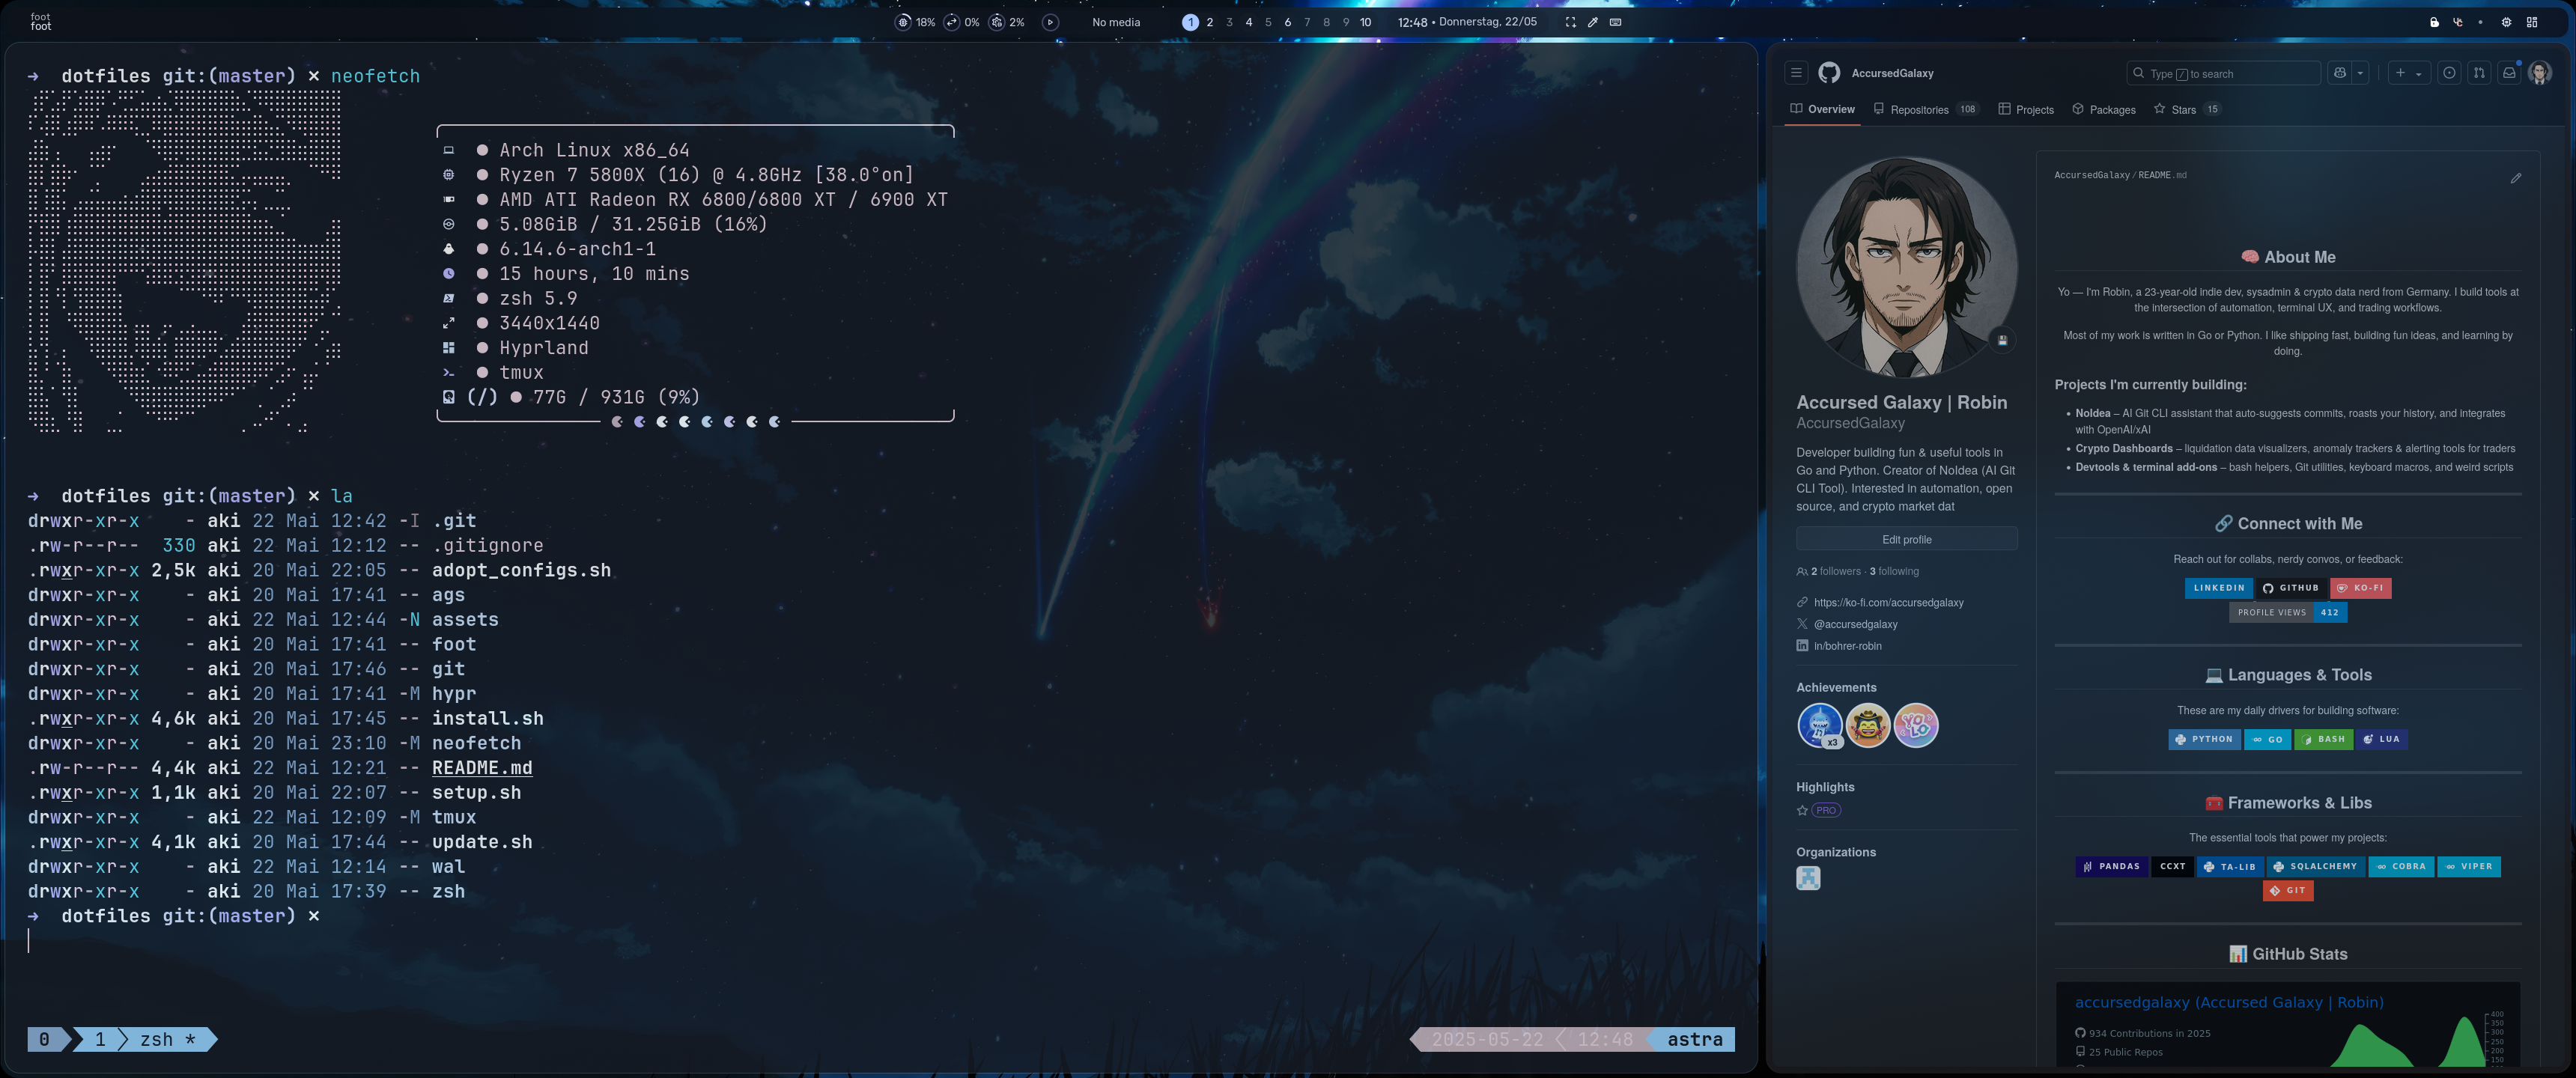 foot
foot
18% 0% 2% No media 1 2 3 4 5 6 7 8 9 10 12:48 • Donnerstag, 22/05
➜ dotfiles git:(master) × neofetch
● Arch Linux x86_64
● Ryzen 7 5800X (16) @ 4.8GHz [38.0°on]
● AMD ATI Radeon RX 6800/6800 XT / 6900 XT
● 5.08GiB / 31.25GiB (16%)
● 6.14.6-arch1-1
● 15 hours, 10 mins
● zsh 5.9
● 3440x1440
● Hyprland
● tmux
(/) ● 77G / 931G (9%)
➜ dotfiles git:(master) × la
drwxr-xr-x - aki 22 Mai 12:42 -I .git
.rw-r--r-- 330 aki 22 Mai 12:12 -- .gitignore
.rwxr-xr-x 2,5k aki 20 Mai 22:05 -- adopt_configs.sh
drwxr-xr-x - aki 20 Mai 17:41 -- ags
drwxr-xr-x - aki 22 Mai 12:44 -N assets
drwxr-xr-x - aki 20 Mai 17:41 -- foot
drwxr-xr-x - aki 20 Mai 17:46 -- git
drwxr-xr-x - aki 20 Mai 17:41 -M hypr
.rwxr-xr-x 4,6k aki 20 Mai 17:45 -- install.sh
drwxr-xr-x - aki 20 Mai 23:10 -M neofetch
.rw-r--r-- 4,4k aki 22 Mai 12:21 -- README.md
.rwxr-xr-x 1,1k aki 20 Mai 22:07 -- setup.sh
drwxr-xr-x - aki 22 Mai 12:09 -M tmux
.rwxr-xr-x 4,1k aki 20 Mai 17:44 -- update.sh
drwxr-xr-x - aki 22 Mai 12:14 -- wal
drwxr-xr-x - aki 20 Mai 17:39 -- zsh
➜ dotfiles git:(master) ×
0 1 zsh * 2025-05-22 12:48 astra
AccursedGalaxy Type / to search
Overview Repositories 108 Projects Packages Stars 15
Accursed Galaxy | Robin
AccursedGalaxy
Developer building fun & useful tools in
Go and Python. Creator of NoIdea (AI Git
CLI Tool). Interested in automation, open
source, and crypto market dat
Edit profile
2 followers · 3 following
https://ko-fi.com/accursedgalaxy
@accursedgalaxy
in/bohrer-robin
Achievements
x3 YOLO
Highlights
PRO
Organizations
AccursedGalaxy / README.md
🧠 About Me
Yo — I'm Robin, a 23-year-old indie dev, sysadmin & crypto data nerd from Germany. I build tools at
the intersection of automation, terminal UX, and trading workflows.
Most of my work is written in Go or Python. I like shipping fast, building fun ideas, and learning by
doing.
Projects I'm currently building:
• NoIdea – AI Git CLI assistant that auto-suggests commits, roasts your history, and integrates
with OpenAI/xAI
• Crypto Dashboards – liquidation data visualizers, anomaly trackers & alerting tools for traders
• Devtools & terminal add-ons – bash helpers, Git utilities, keyboard macros, and weird scripts
🔗 Connect with Me
Reach out for collabs, nerdy convos, or feedback:
LINKEDIN GITHUB KO-FI
PROFILE VIEWS 412
💻 Languages & Tools
These are my daily drivers for building software:
PYTHON GO BASH LUA
🧰 Frameworks & Libs
The essential tools that power my projects:
PANDAS CCXT TA-LIB SQLALCHEMY COBRA VIPER
GIT
📊 GitHub Stats
accursedgalaxy (Accursed Galaxy | Robin)
934 Contributions in 2025
25 Public Repos
400
350
300
250
200
150